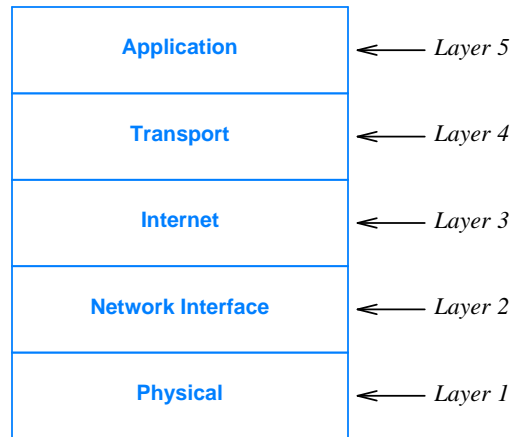 Application Layer 5
Transport Layer 4
Internet Layer 3
Network Interface Layer 2
Physical Layer 1